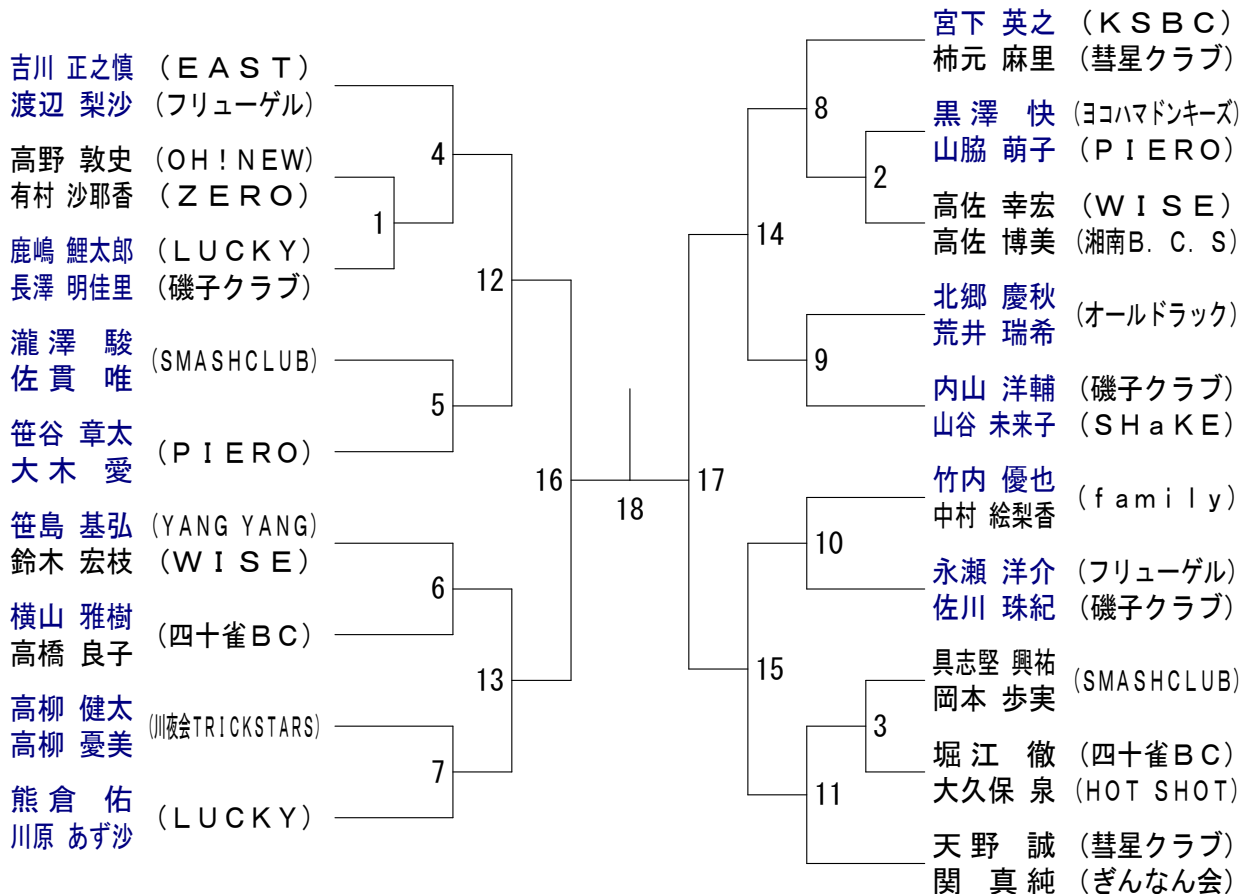 吉川 正之慎 (ＥＡＳＴ)
渡辺 梨沙 (フリューゲル)
高野 敦史 (OH！NEW)
有村 沙耶香 (ＺＥＲＯ)
鹿嶋 鯉太郎 (LUCKY)
長澤 明佳里 (磯子クラブ)
瀧澤 駿
佐貫 唯
(SMASHCLUB)
笹谷 章太
大木 愛
(ＰＩＥＲＯ)
笹島 基弘 (YANG YANG)
鈴木 宏枝 (ＷＩＳＥ)
横山 雅樹
高橋 良子
(四十雀ＢＣ)
高柳 健太
高柳 憂美
(川夜会TRICKSTARS)
熊倉 佑
川原 あず沙
(LUCKY)
1
4
5
6
7
12
13
16
18
17
14
15
8
2
9
10
3
11
宮下 英之 (ＫＳＢＣ)
柿元 麻里 (彗星クラブ)
黒澤 快 (ヨコハマドンキーズ)
山脇 萌子 (ＰＩＥＲＯ)
高佐 幸宏 (ＷＩＳＥ)
高佐 博美 (湘南B. C. S)
北郷 慶秋
荒井 瑞希
(オールドラック)
内山 洋輔 (磯子クラブ)
山谷 未来子 (ＳＨａＫＥ)
竹内 優也
中村 絵梨香
(ｆａｍｉｌｙ)
永瀬 洋介 (フリューゲル)
佐川 珠紀 (磯子クラブ)
具志堅 興祐
岡本 歩実
(SMASHCLUB)
堀江 徹 (四十雀ＢＣ)
大久保 泉 (HOT SHOT)
天野 誠 (彗星クラブ)
関 真純 (ぎんなん会)